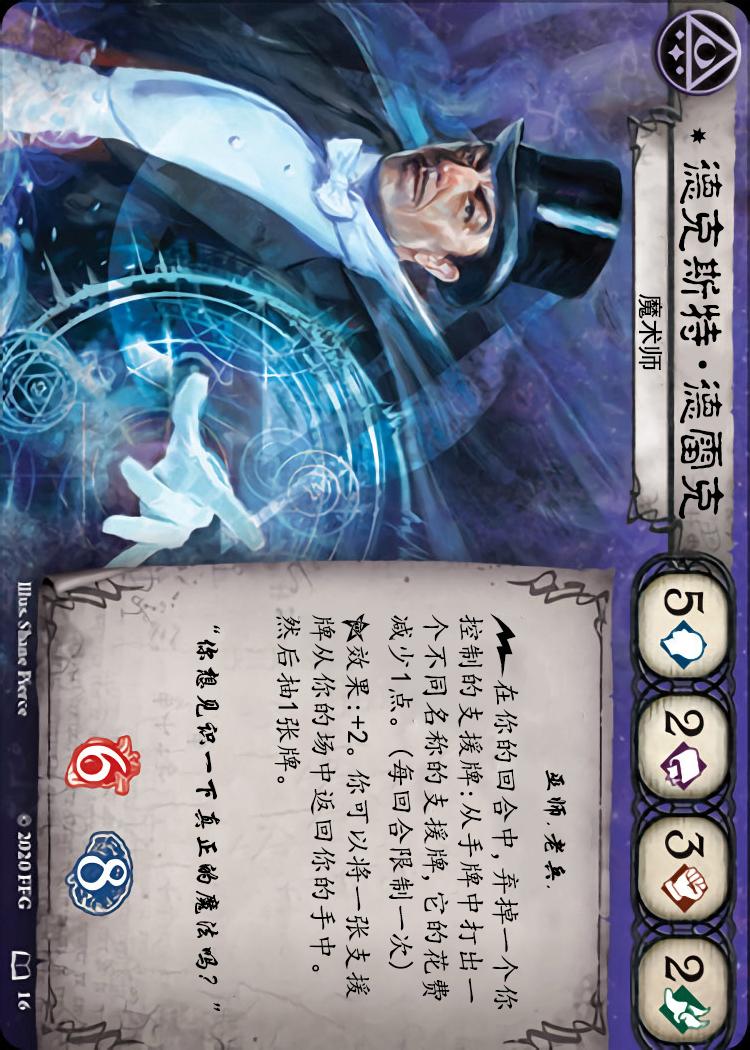 德克斯特·德雷克
魔术师
5
2
3
2
巫师. 老兵.
在你的回合中，弃掉一个你
控制的支援牌：从手牌中打出一
个不同名称的支援牌，它的花费
减少1点。（每回合限制一次）
效果：+2。你可以将一张支援
牌从你的场中返回你的手中。
然后抽1张牌。
“你想见识一下真正的魔法吗？”
6
8
Illus. Shane Pierce
© 2020 FFG
16